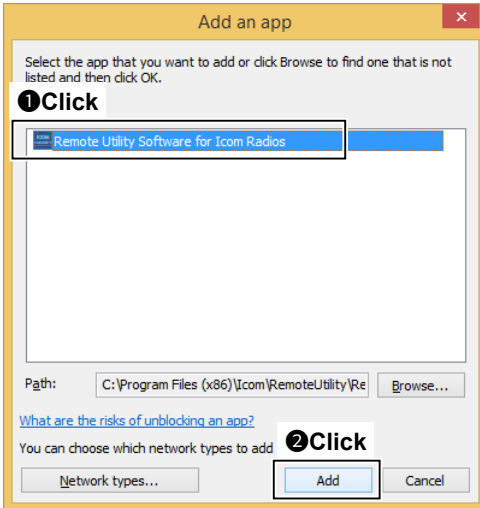 Add an app
Select the app that you want to add or click Browse to find one that is not
listed and then click OK.
❶Click
Remote Utility Software for Icom Radios
Path:
C:\Program Files (x86)\Icom\RemoteUtility\Re
Browse...
What are the risks of unblocking an app?
You can choose which network types to add
❷Click
Network types...
Add
Cancel